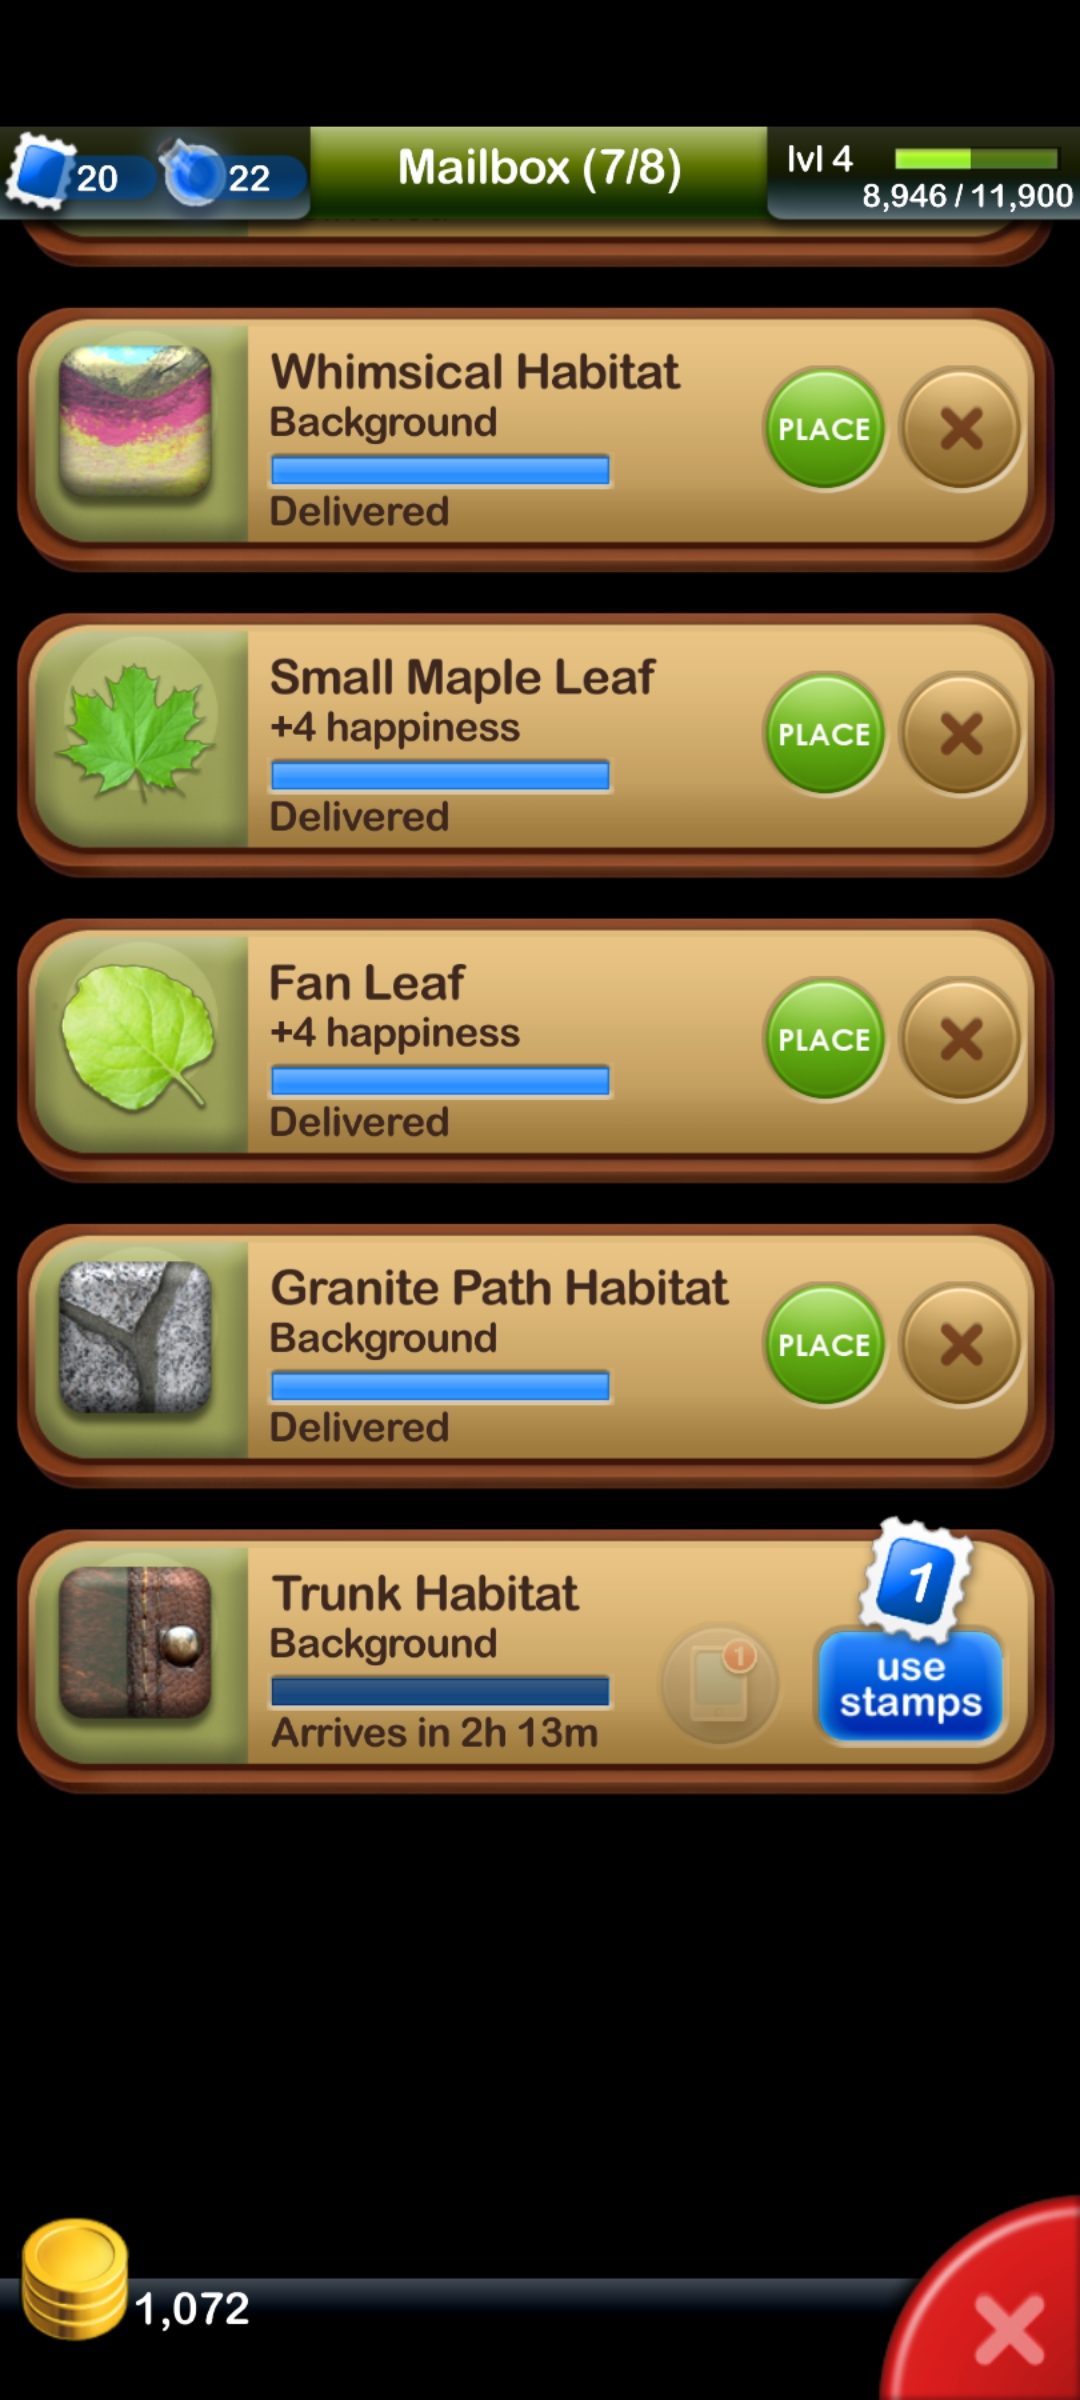 20
22
Mailbox (7/8)
lvl 4
8,946 / 11,900
Whimsical Habitat
Background
Delivered
PLACE
Small Maple Leaf
+4 happiness
Delivered
PLACE
Fan Leaf
+4 happiness
Delivered
PLACE
Granite Path Habitat
Background
Delivered
PLACE
Trunk Habitat
Background
Arrives in 2h 13m
1
1
use
stamps
1,072